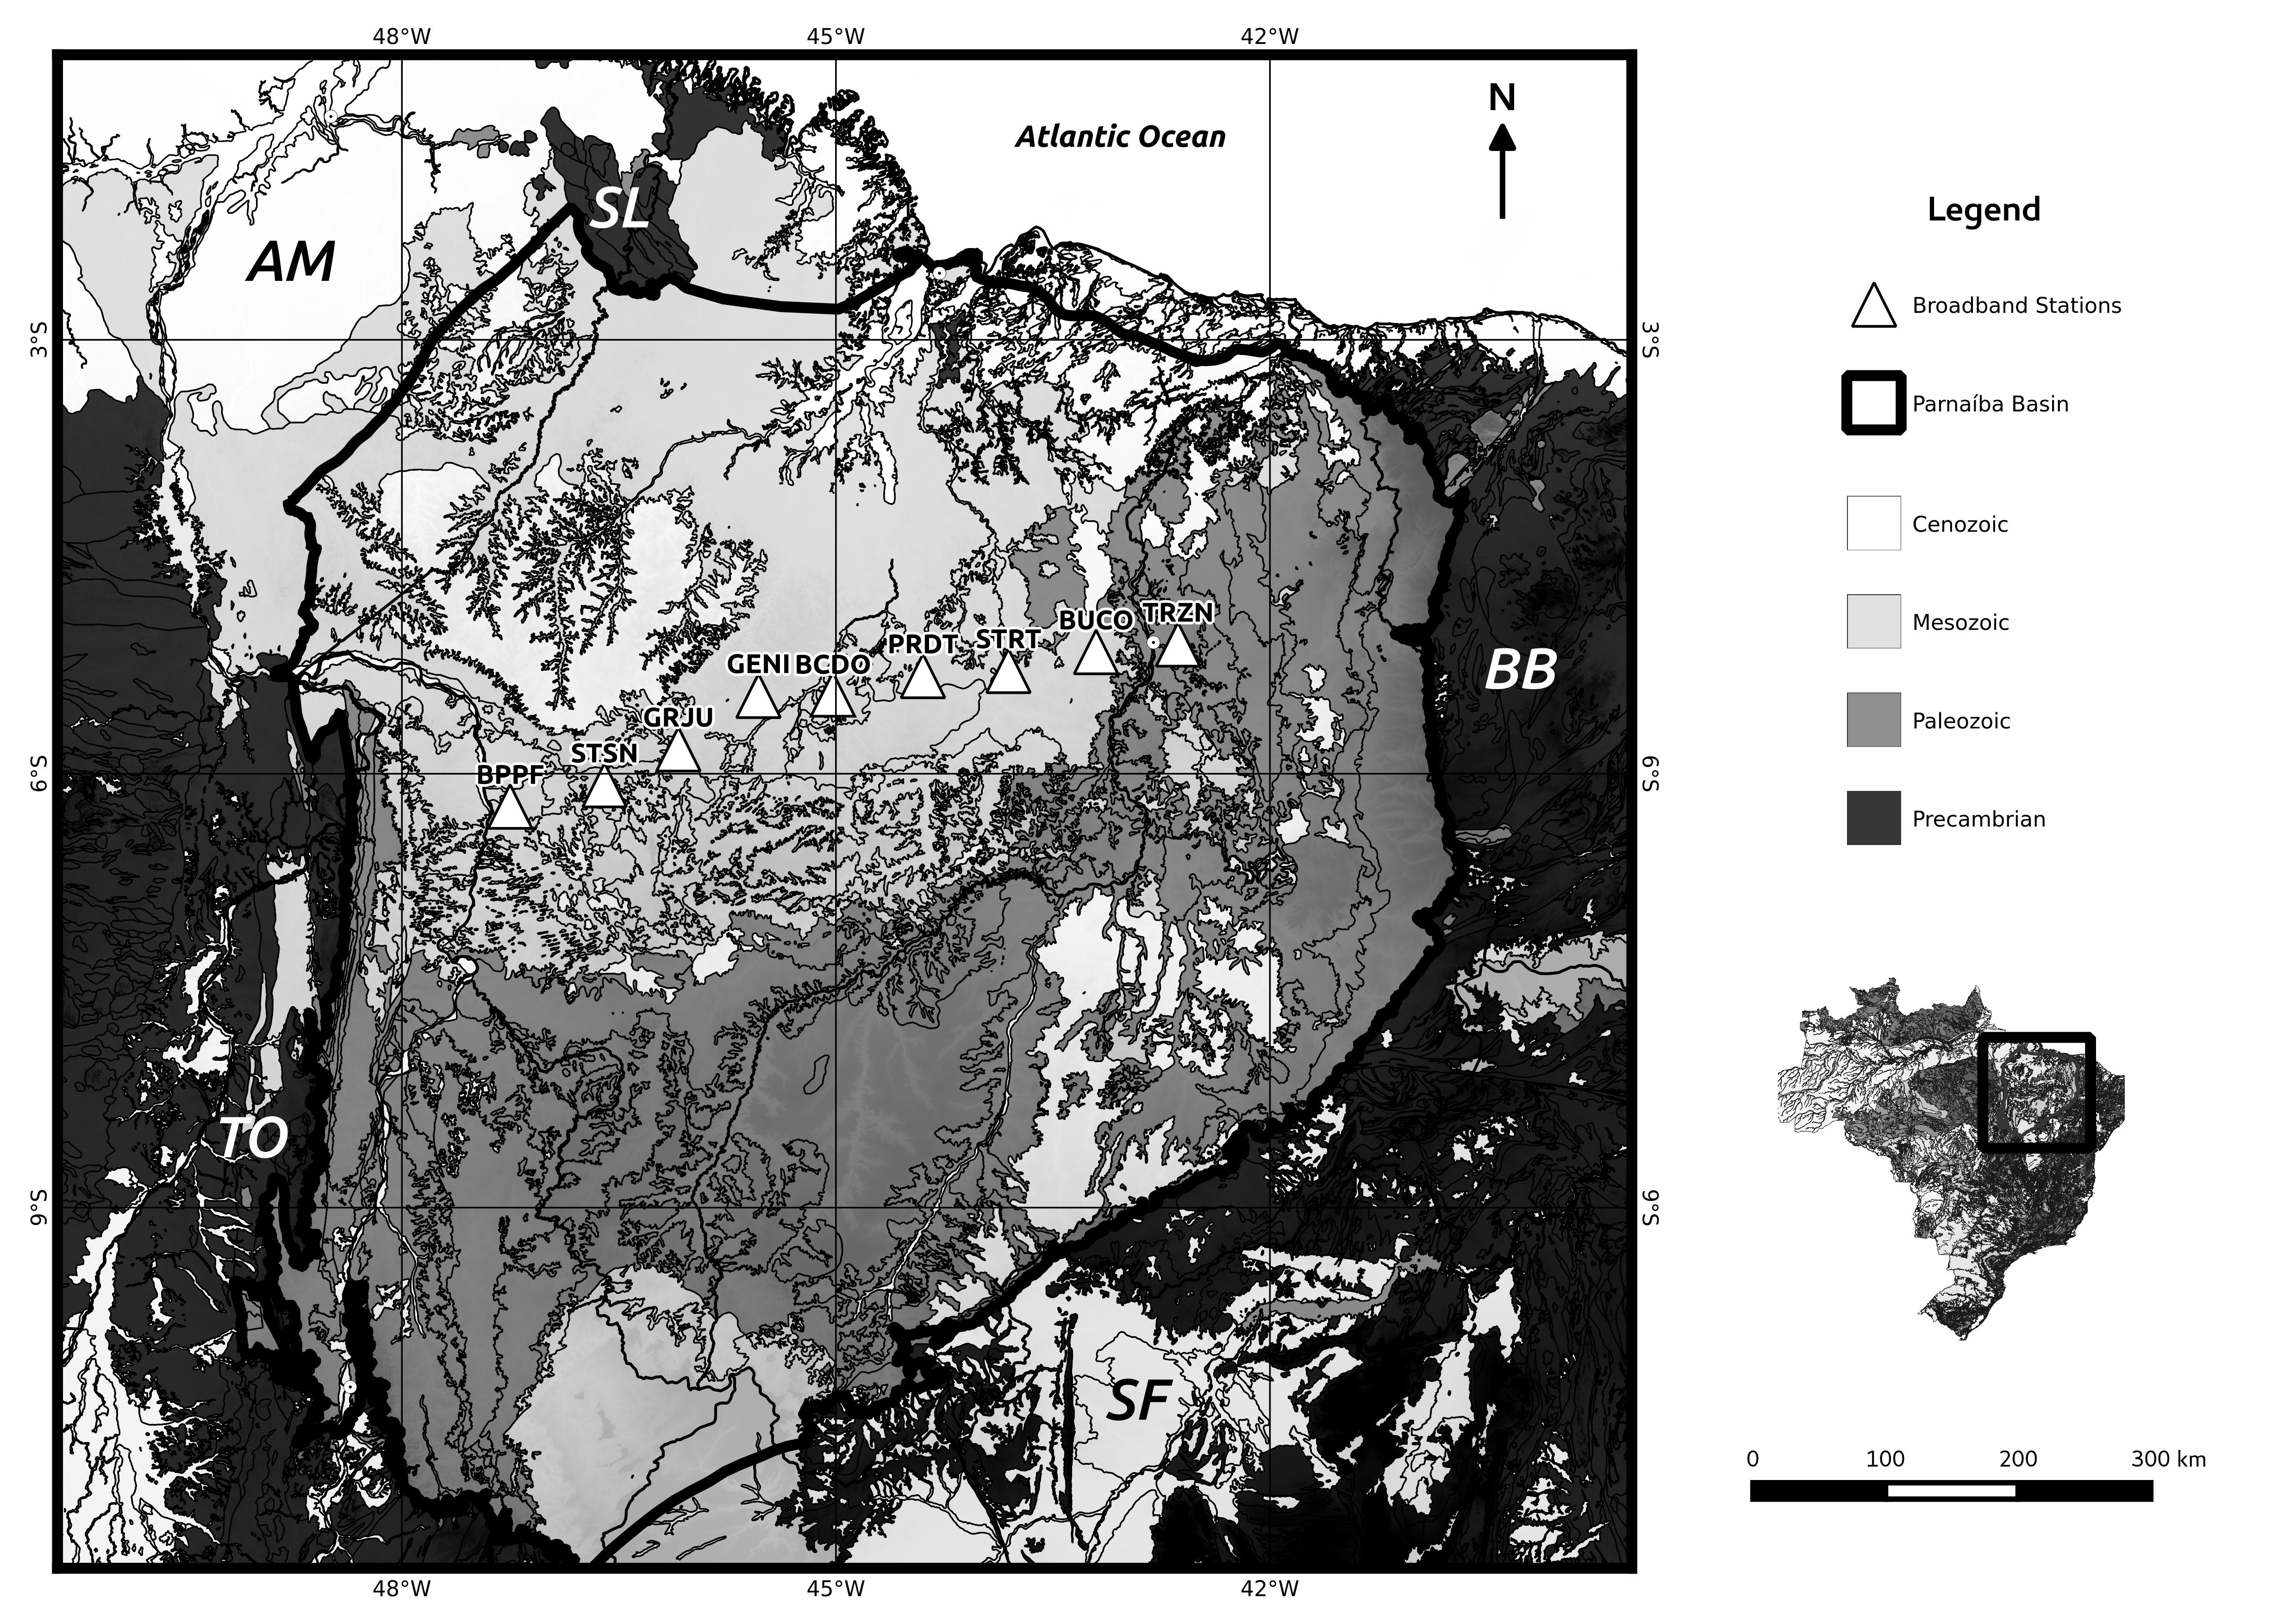 48°W 45°W 42°W
N
Atlantic Ocean
SL
AM
3°S 3°S
BUCO TRZN
PRDT STRT
GENI BCDO
BB
GRJU
STSN
BPPF
6°S 6°S
TO
9°S 9°S
SF
48°W 45°W 42°W
Legend
Broadband Stations
Parnaíba Basin
Cenozoic
Mesozoic
Paleozoic
Precambrian
0 100 200 300 km